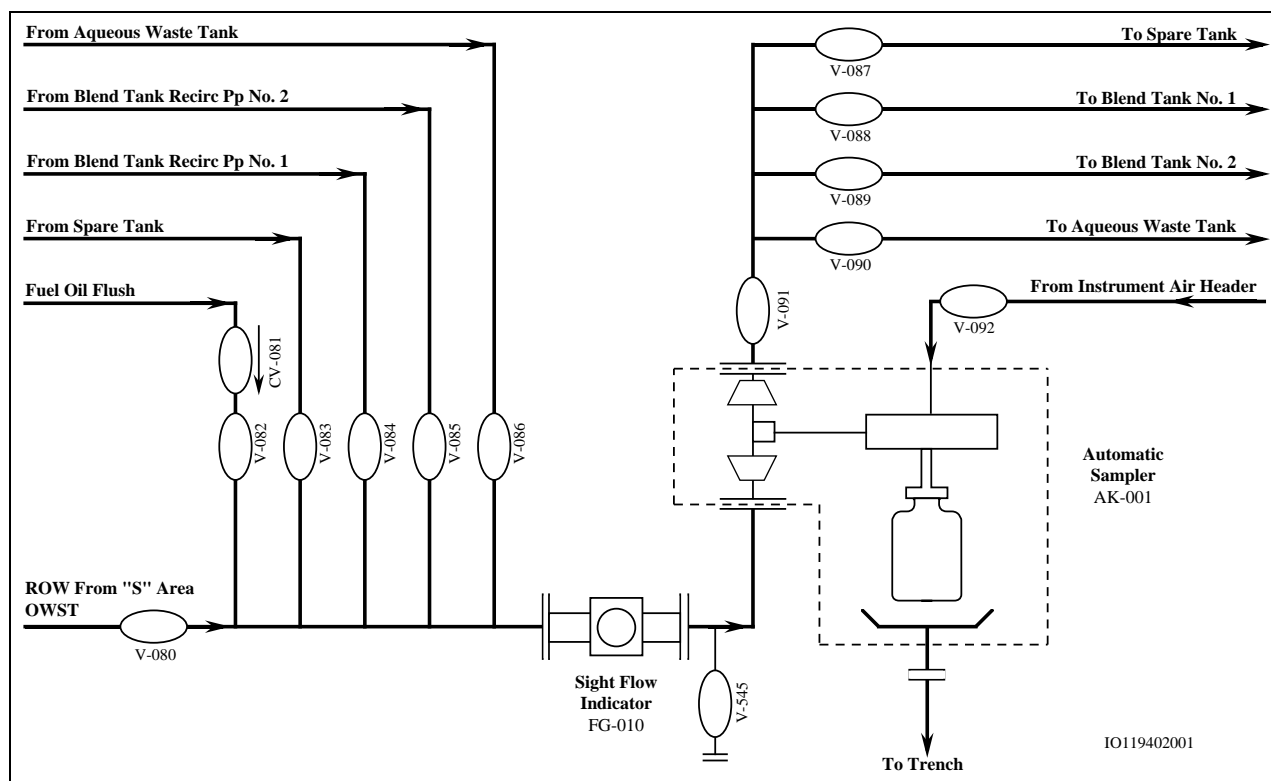 From Aqueous Waste Tank
From Blend Tank Recirc Pp No. 2
From Blend Tank Recirc Pp No. 1
From Spare Tank
Fuel Oil Flush
CV-081
V-082
V-083
V-084
V-085
V-086
ROW From "S" Area
OWST
V-080
Sight Flow
Indicator
FG-010
V-545
To Spare Tank
V-087
To Blend Tank No. 1
V-088
To Blend Tank No. 2
V-089
To Aqueous Waste Tank
V-090
V-091
From Instrument Air Header
V-092
Automatic
Sampler
AK-001
To Trench
IO119402001